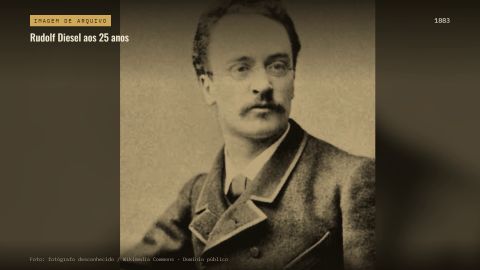 IMAGEM DE ARQUIVO
1883
Rudolf Diesel aos 25 anos
Foto: fotógrafo desconhecido / Wikimedia Commons - Domínio público